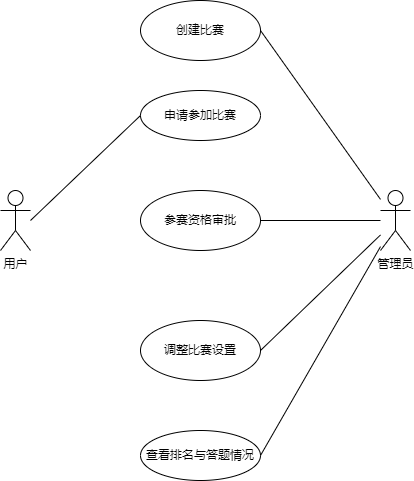 创建比赛
申请参加比赛
参赛资格审批
用户
管理员
调整比赛设置
查看排名与答题情况